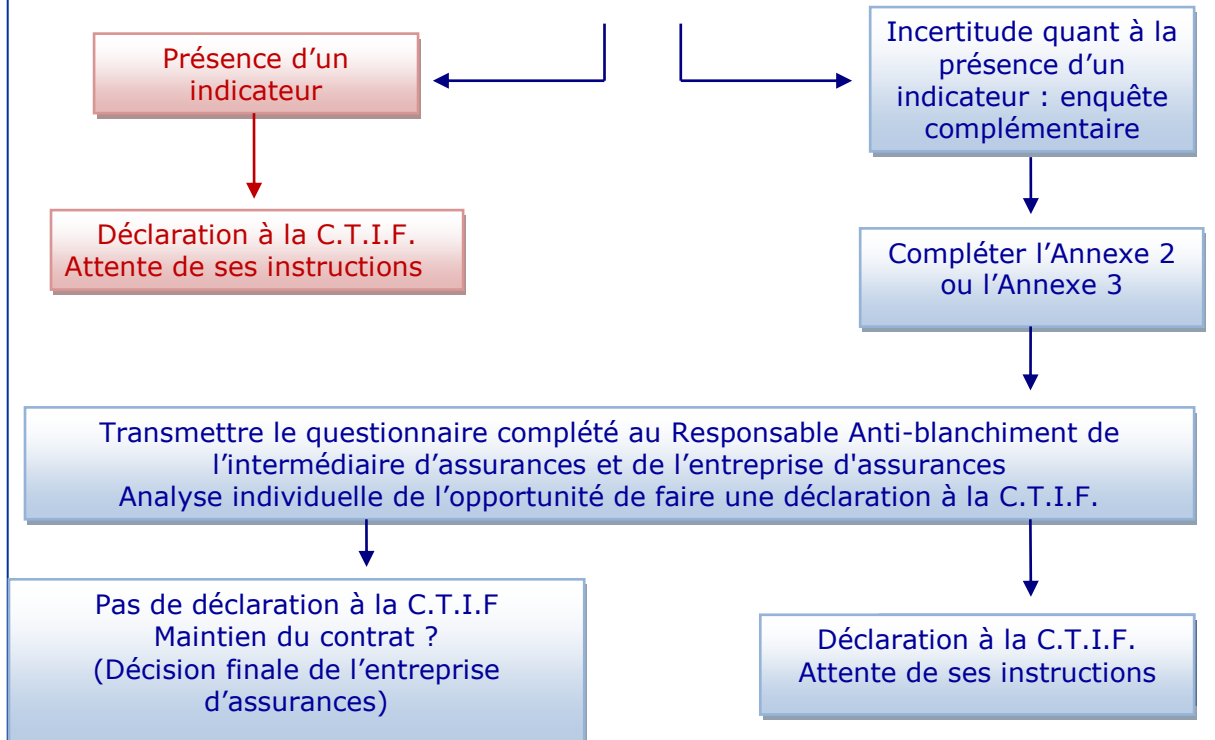 Présence d’un
indicateur
Incertitude quant à la
présence d’un
indicateur : enquête
complémentaire
Déclaration à la C.T.I.F.
Attente de ses instructions
Compléter l’Annexe 2
ou l’Annexe 3
Transmettre le questionnaire complété au Responsable Anti-blanchiment de
l’intermédiaire d’assurances et de l’entreprise d'assurances
Analyse individuelle de l’opportunité de faire une déclaration à la C.T.I.F.
Pas de déclaration à la C.T.I.F
Maintien du contrat ?
(Décision finale de l’entreprise
d’assurances)
Déclaration à la C.T.I.F.
Attente de ses instructions